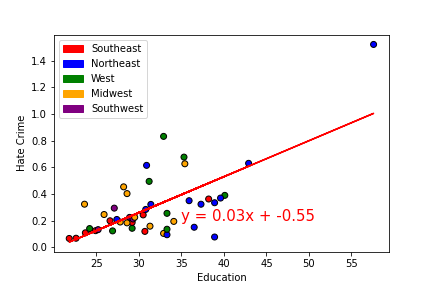 Southeast
Northeast
West
Midwest
Southwest
y = 0.03x + -0.55
Hate Crime
1.4
1.2
1.0
0.8
0.6
0.4
0.2
0.0
25
30
35
40
45
50
55
Education